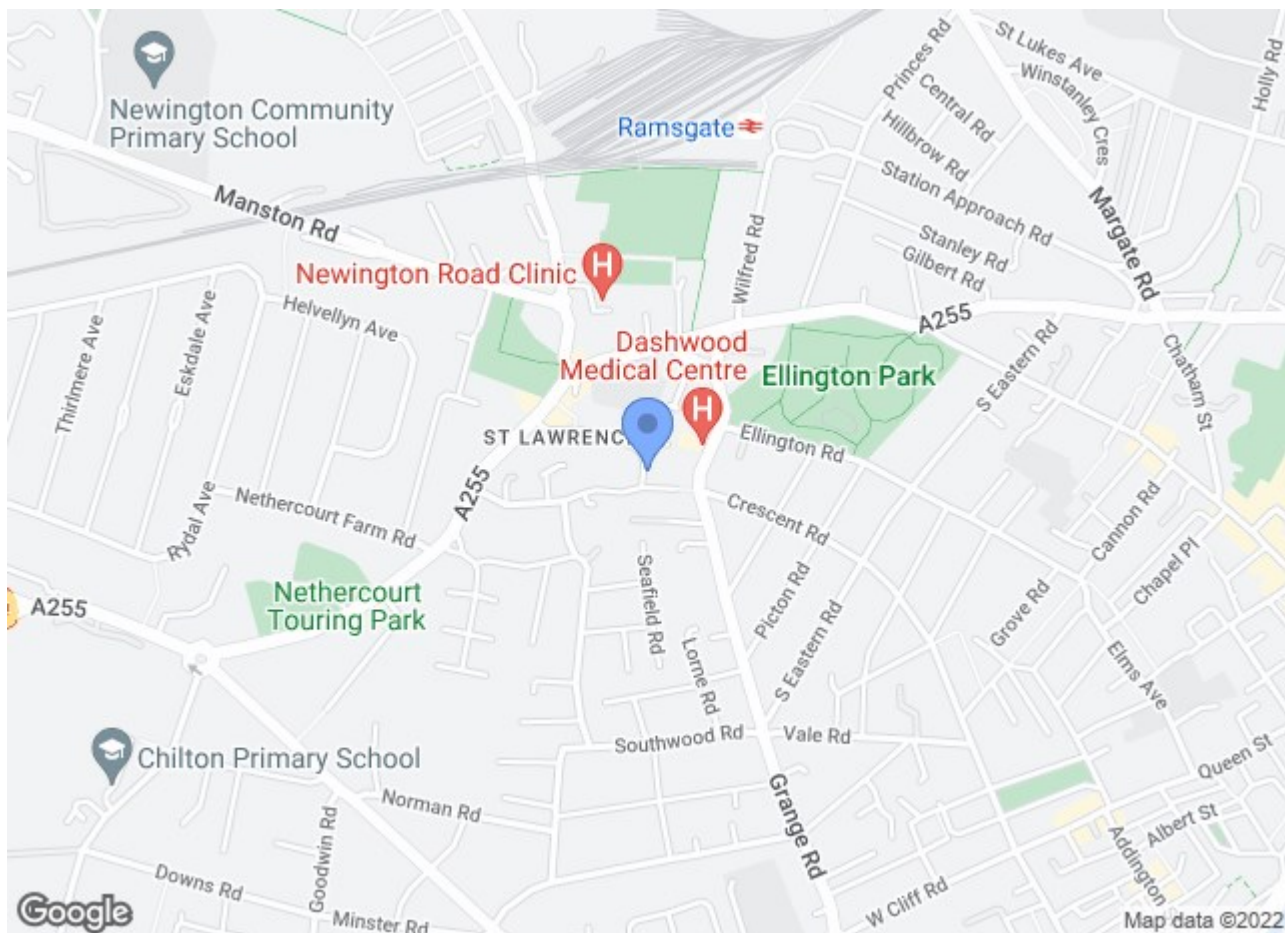 St Lukes Ave
Winstanley Cres
Holly Rd
Princes Rd
Central Rd
Hillbrow Rd
Newington Community
Primary School
Ramsgate
Manston Rd
Station Approach Rd
Margate Rd
Stanley Rd
Gilbert Rd
Wilfred Rd
Newington Road Clinic
H
Helvellyn Ave
Eskdale Ave
Thirlmere Ave
A255
Dashwood
Medical Centre
H
Ellington Park
S Eastern Rd
Chatham St
ST LAWRENC
Ellington Rd
A255
Nethercourt Farm Rd
Rydal Ave
Crescent Rd
Cannon Rd
Chapel Pl
Seafield Rd
Picton Rd
Grove Rd
Nethercourt
Touring Park
A255
Lorne Rd
S Eastern Rd
Elms Ave
Southwood Rd
Vale Rd
Chilton Primary School
Queen St
Norman Rd
Goodwin Rd
Grange Rd
Albert St
Addington
Downs Rd
Minster Rd
W Cliff Rd
Google
Map data ©2022